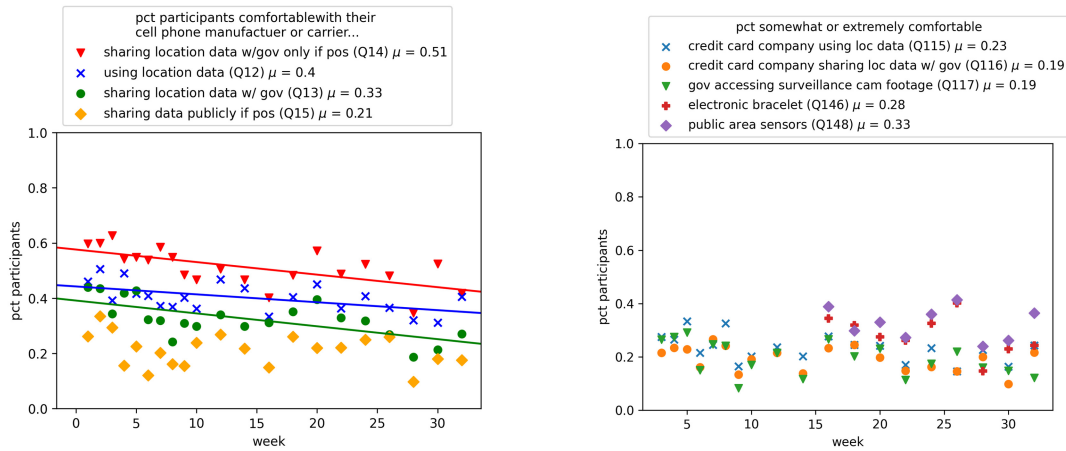 pct participants comfortablewith their
cell phone manufactuer or carrier...
sharing location data w/gov only if pos (Q14) μ = 0.51
using location data (Q12) μ = 0.4
sharing location data w/ gov (Q13) μ = 0.33
sharing data publicly if pos (Q15) μ = 0.21
1.0
0.8
0.6
0.4
0.2
0.0
pct participants
0 5 10 15 20 25 30
week
pct somewhat or extremely comfortable
credit card company using loc data (Q115) μ = 0.23
credit card company sharing loc data w/ gov (Q116) μ = 0.19
gov accessing surveillance cam footage (Q117) μ = 0.19
electronic bracelet (Q146) μ = 0.28
public area sensors (Q148) μ = 0.33
1.0
0.8
0.6
0.4
0.2
0.0
pct participants
5 10 15 20 25 30
week